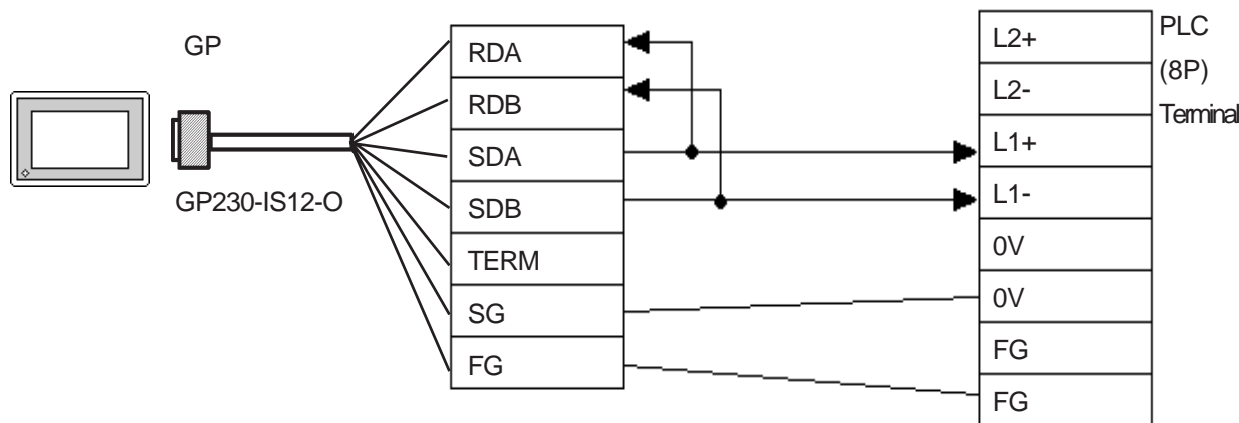 GP
GP230-IS12-O
RDA
RDB
SDA
SDB
TERM
SG
FG
L2+
L2-
L1+
L1-
0V
0V
FG
FG
PLC
(8P)
Terminal